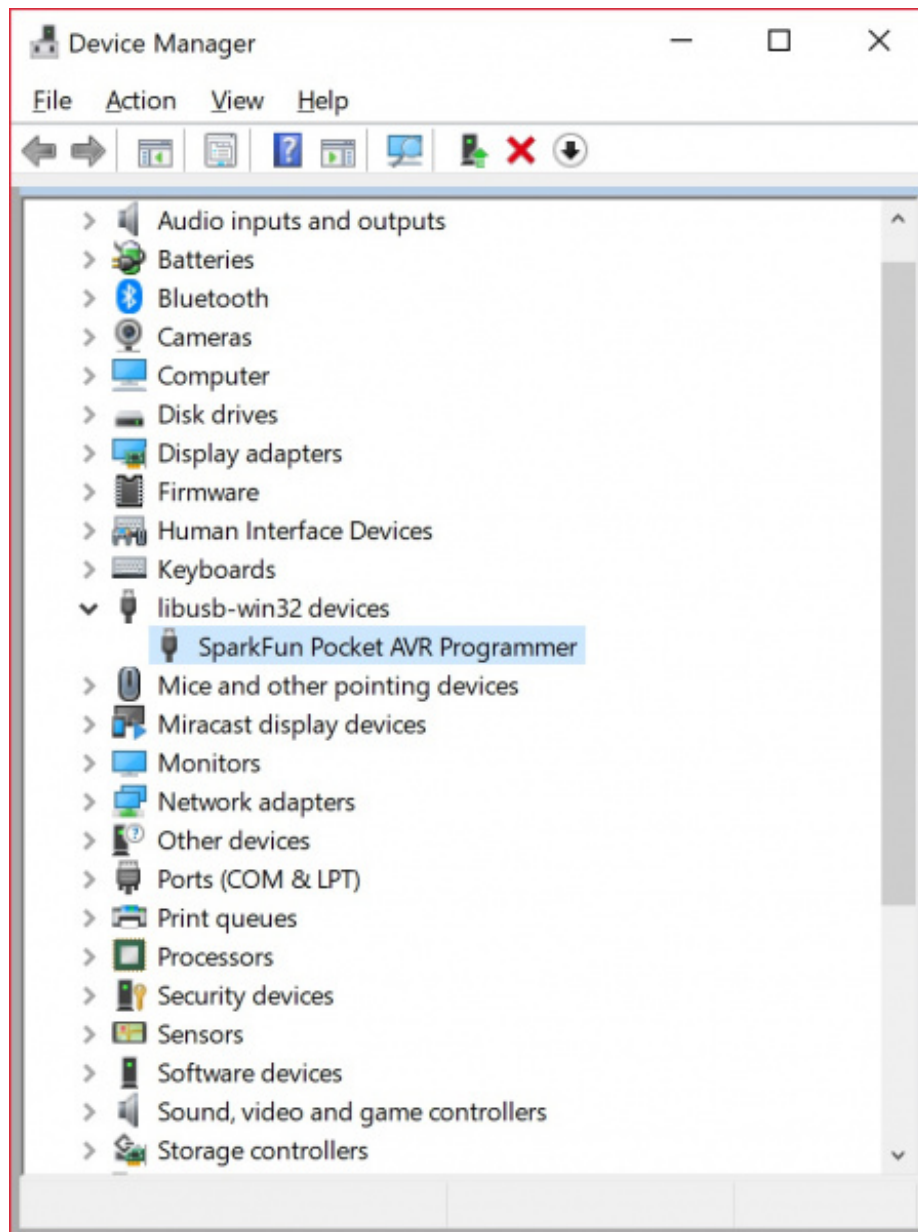 Device Manager
File Action View Help
Audio inputs and outputs
Batteries
Bluetooth
Cameras
Computer
Disk drives
Display adapters
Firmware
Human Interface Devices
Keyboards
libusb-win32 devices
SparkFun Pocket AVR Programmer
Mice and other pointing devices
Miracast display devices
Monitors
Network adapters
Other devices
Ports (COM & LPT)
Print queues
Processors
Security devices
Sensors
Software devices
Sound, video and game controllers
Storage controllers